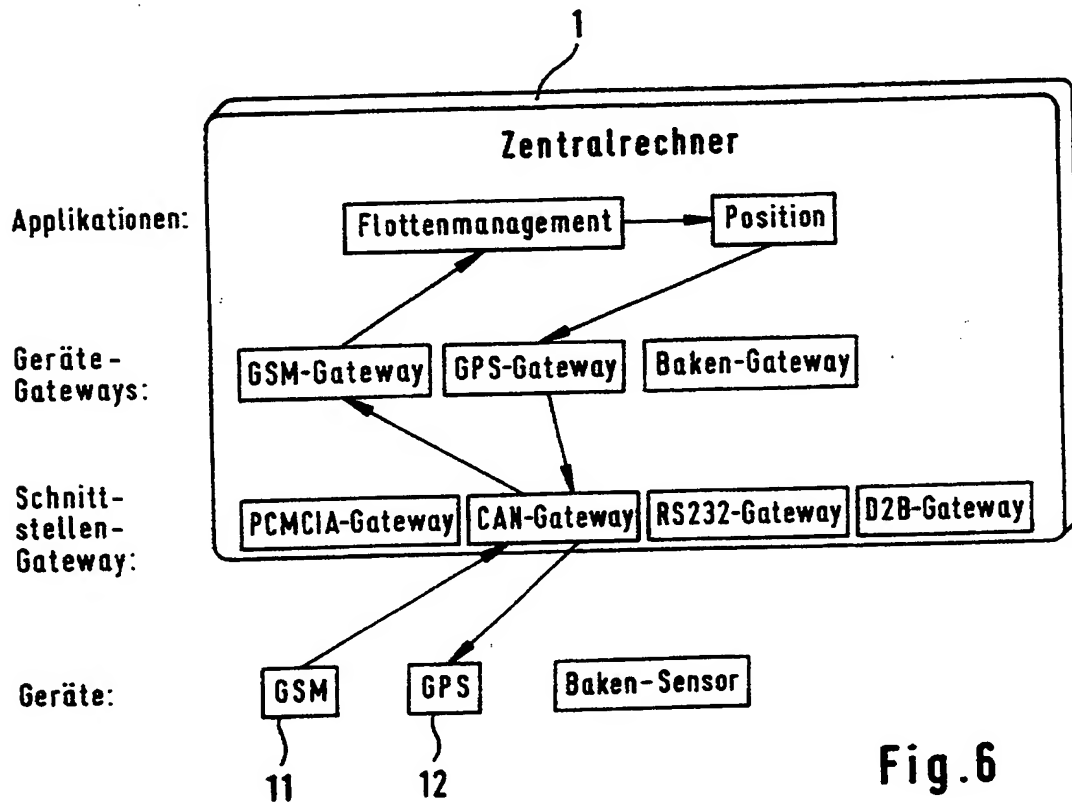 1
Zentralrechner
Applikationen:
Flottenmanagement
Position
Geräte-
Gateways:
GSM-Gateway
GPS-Gateway
Baken-Gateway
Schnitt-
stellen-
Gateway:
PCMCIA-Gateway
CAN-Gateway
RS232-Gateway
D2B-Gateway
Geräte:
GSM
GPS
Baken-Sensor
11
12
Fig.6